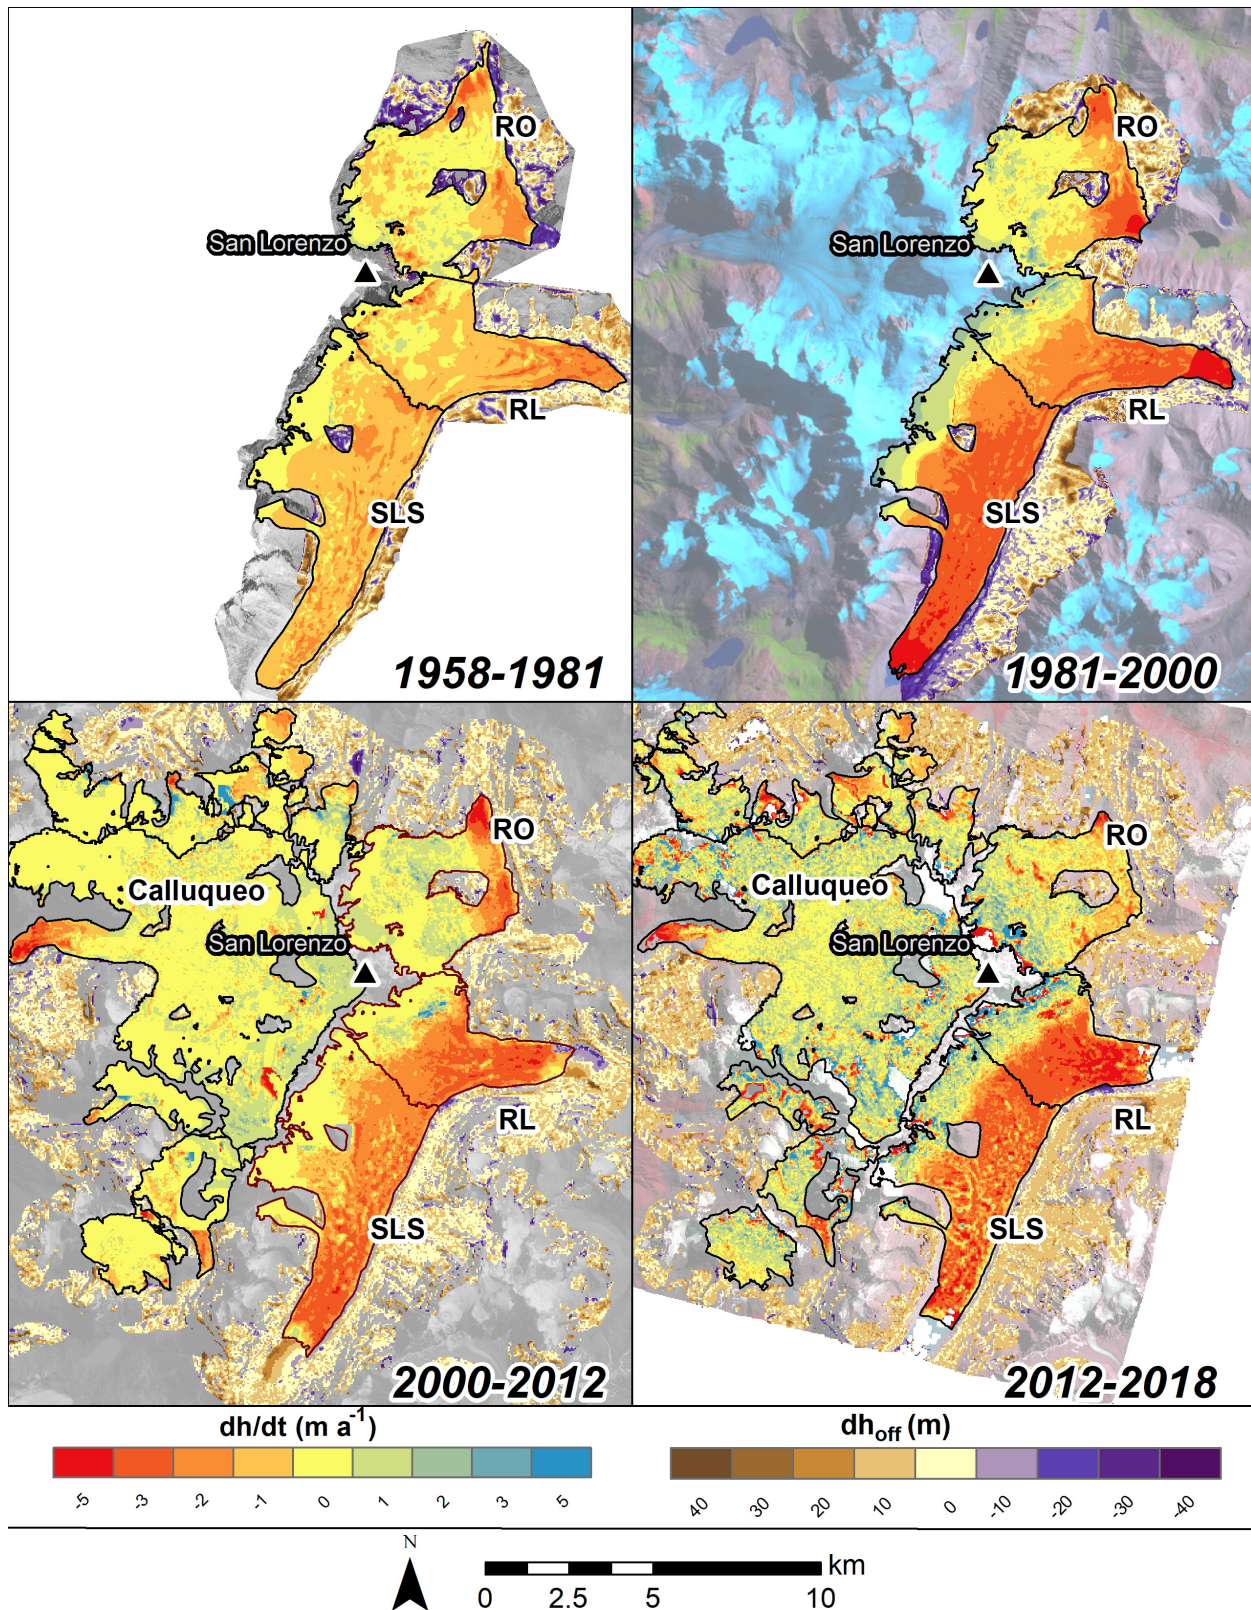 RO
San Lorenzo
RL
SLS
1958-1981
RO
San Lorenzo
RL
SLS
1981-2000
RO
Calluqueo
San Lorenzo
RL
SLS
2000-2012
RO
Calluqueo
San Lorenzo
RL
SLS
2012-2018
dh/dt (m a⁻¹)
-5 -3 -2 -1 0 1 2 3 5
dhoff (m)
40 30 20 10 0 -10 -20 -30 -40
N
km
0 2.5 5 10